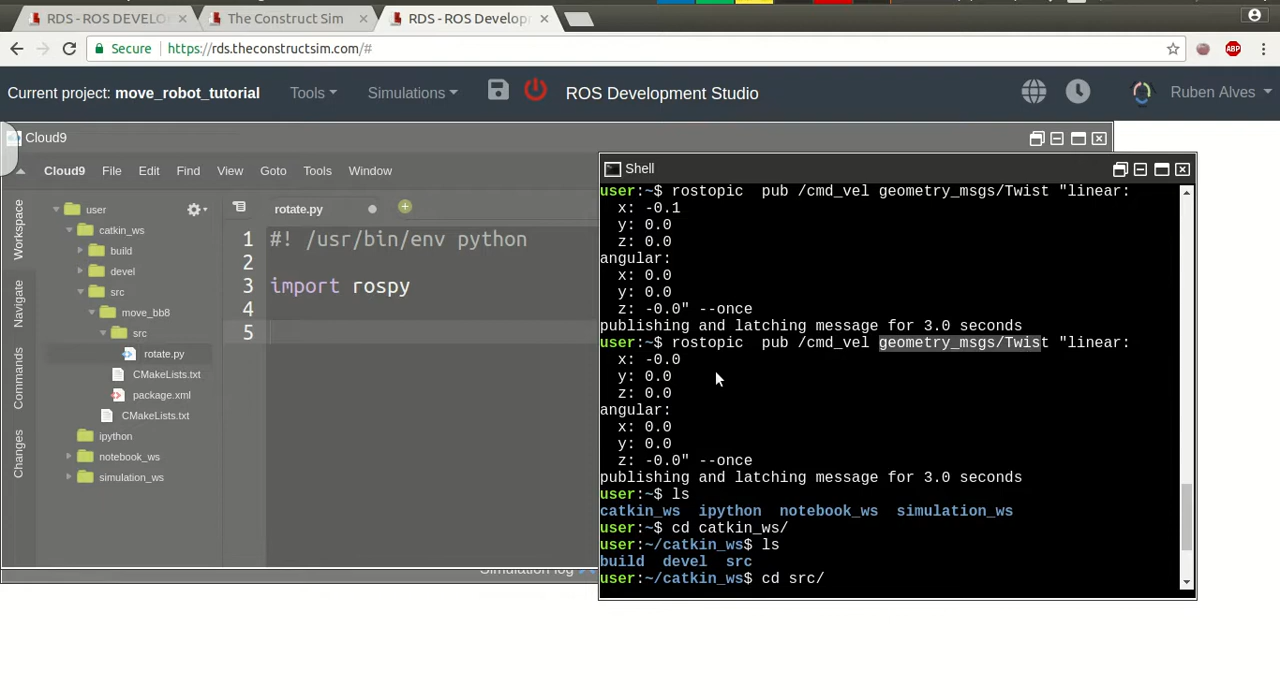 RDS - ROS DEVELO
The Construct Sim
RDS - ROS Develop
Secure
https://rds.theconstructsim.com/#
ABP
Current project: move_robot_tutorial
Tools
Simulations
ROS Development Studio
Ruben Alves
Cloud9
Cloud9
File
Edit
Find
View
Goto
Tools
Window
Workspace
Navigate
Commands
Changes
user
catkin_ws
build
devel
src
move_bb8
src
rotate.py
CMakeLists.txt
package.xml
CMakeLists.txt
ipython
notebook_ws
simulation_ws
rotate.py
1 #! /usr/bin/env python
2
3 import rospy
4
5
Simulation log
Shell
user:~$ rostopic  pub /cmd_vel geometry_msgs/Twist "linear:
  x: -0.1
  y: 0.0
  z: 0.0
angular:
  x: 0.0
  y: 0.0
  z: -0.0" --once
publishing and latching message for 3.0 seconds
user:~$ rostopic  pub /cmd_vel geometry_msgs/Twist "linear:
  x: -0.0
  y: 0.0
  z: 0.0
angular:
  x: 0.0
  y: 0.0
  z: -0.0" --once
publishing and latching message for 3.0 seconds
user:~$ ls
catkin_ws  ipython  notebook_ws  simulation_ws
user:~$ cd catkin_ws/
user:~/catkin_ws$ ls
build  devel  src
user:~/catkin_ws$ cd src/